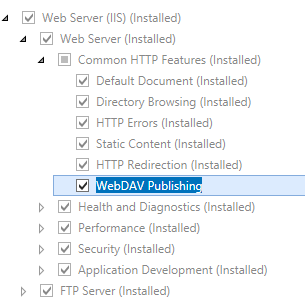 Web Server (IIS) (Installed)
Web Server (Installed)
Common HTTP Features (Installed)
Default Document (Installed)
Directory Browsing (Installed)
HTTP Errors (Installed)
Static Content (Installed)
HTTP Redirection (Installed)
WebDAV Publishing
Health and Diagnostics (Installed)
Performance (Installed)
Security (Installed)
Application Development (Installed)
FTP Server (Installed)